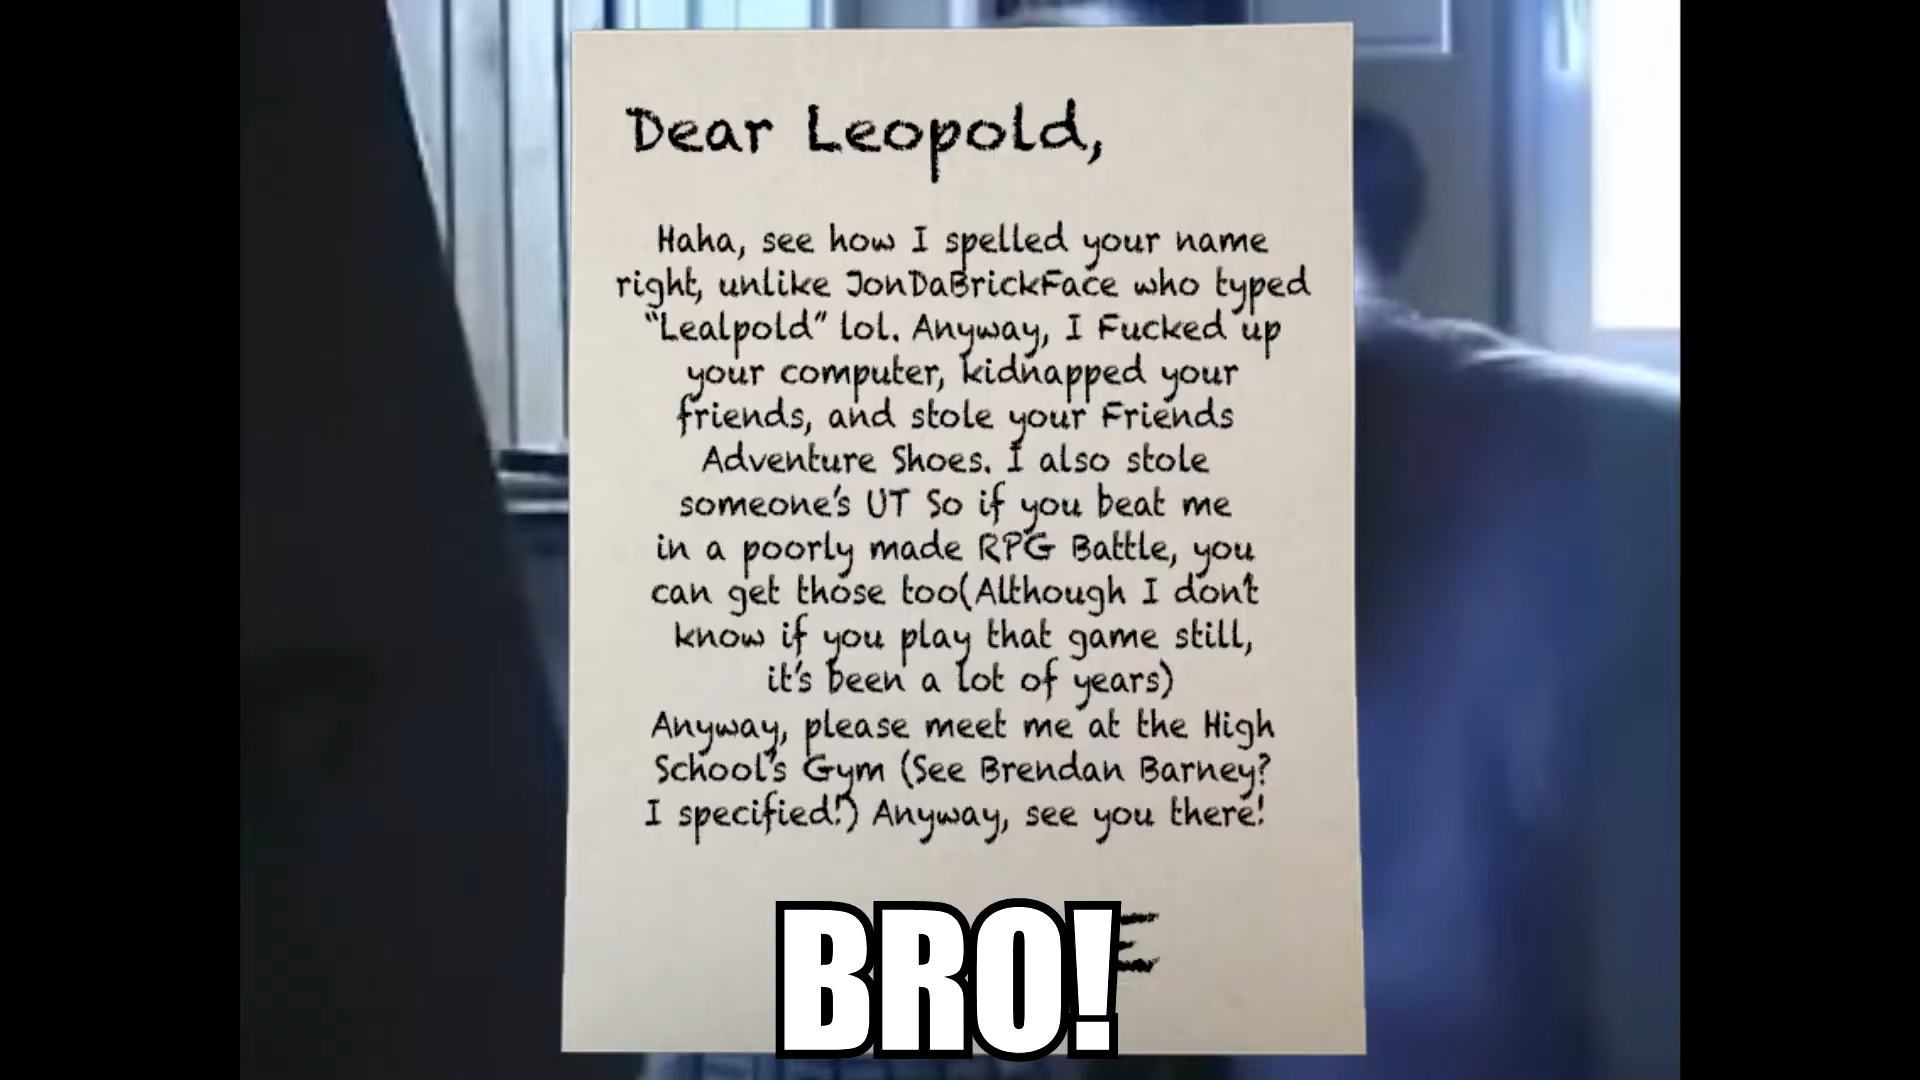 Dear Leopold,
Haha, see how I spelled your name
right, unlike JonDaBrickFace who typed
“Lealpold” lol. Anyway, I Fucked up
your computer, kidnapped your
friends, and stole your Friends
Adventure Shoes. I also stole
someone's UT So if you beat me
in a poorly made RPG Battle, you
can get those too(Although I don't
know if you play that game still,
it's been a lot of years)
Anyway, please meet me at the High
School's Gym (See Brendan Barney?
I specified!) Anyway, see you there!
BRO!